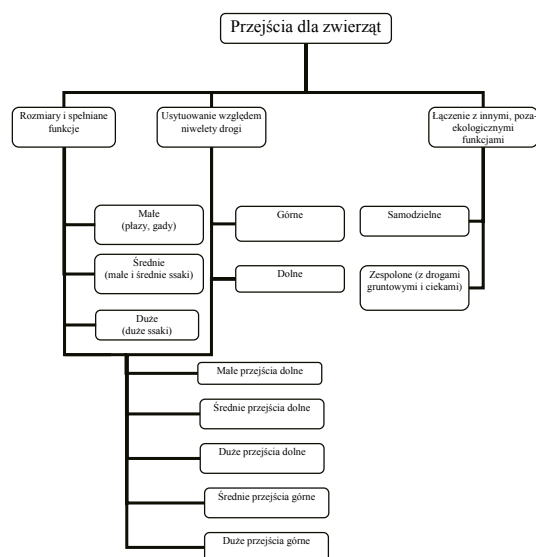 Przejścia dla zwierząt
Rozmiary i spełniane
funkcje
Usytuowanie względem
niwelety drogi
Łączenie z innymi, poza-
ekologicznymi
funkcjami
Małe
(płazy, gady)
Średnie
(małe i średnie ssaki)
Duże
(duże ssaki)
Górne
Dolne
Samodzielne
Zespolone (z drogami
gruntowymi i ciekami)
Małe przejścia dolne
Średnie przejścia dolne
Duże przejścia dolne
Średnie przejścia górne
Duże przejścia górne